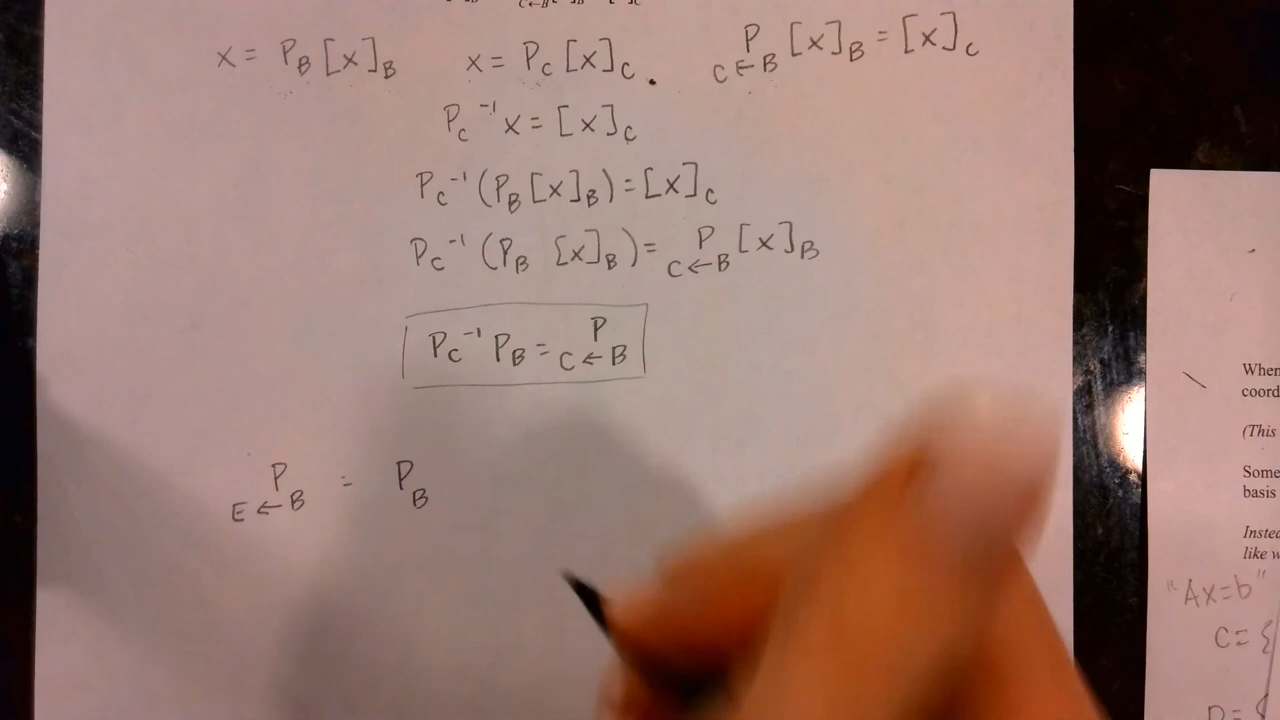 x = P_B [x]_B    x = P_C [x]_C .    P_{C←B} [x]_B = [x]_C
P_C^{-1} x = [x]_C
P_C^{-1} (P_B [x]_B) = [x]_C
P_C^{-1} (P_B [x]_B) = P_{C←B} [x]_B
P_C^{-1} P_B = P_{C←B}
P_{E←B} = P_B
When
coord
(This
Some
basis
Instea
like w
"Ax=b"
C = {